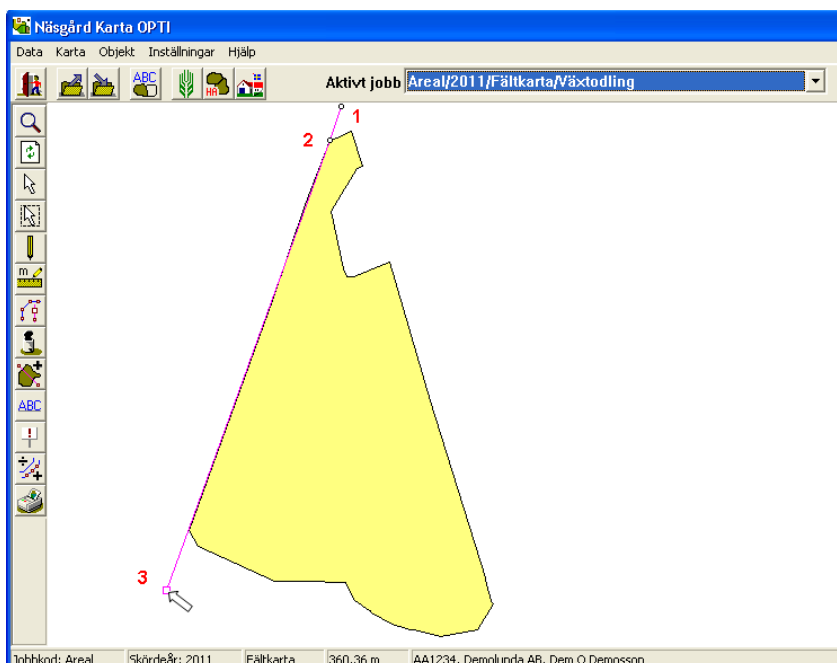 Näsgård Karta OPTI
Data Karta Objekt Inställningar Hjälp
ABC HA Aktivt jobb Areal/2011/Fältkarta/Växtodling
1
2
m
ABC
3
Jobbkod: Areal Skördeår: 2011 Fältkarta 360,36 m AA1234, Demolunda AB, Dem O Demosson